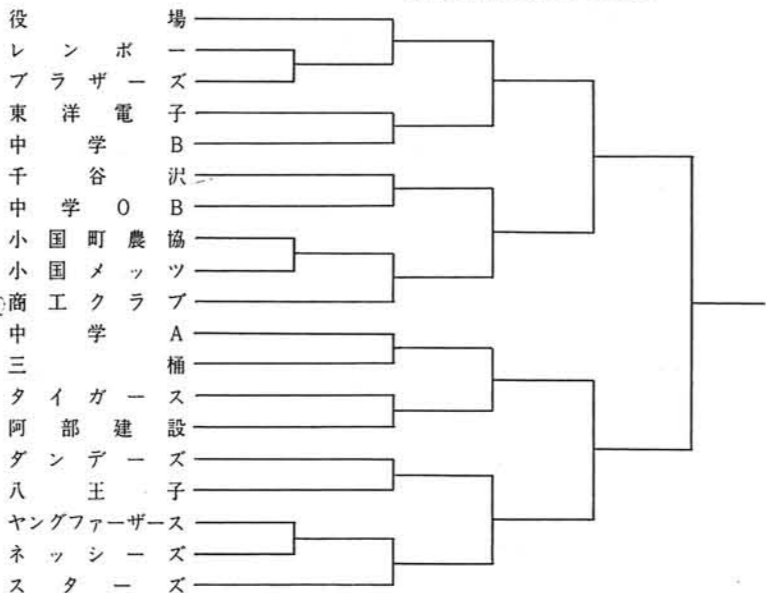 役場
レンボー
ブラザーズ
東洋電子
中学B
千谷沢
中学OB
小国町農協
小国メッツ
商工クラブ
中学A
三桶
タイガース
阿部建設
ダンデーズ
八王子
ヤングファーザース
ネッシーズ
スターズ